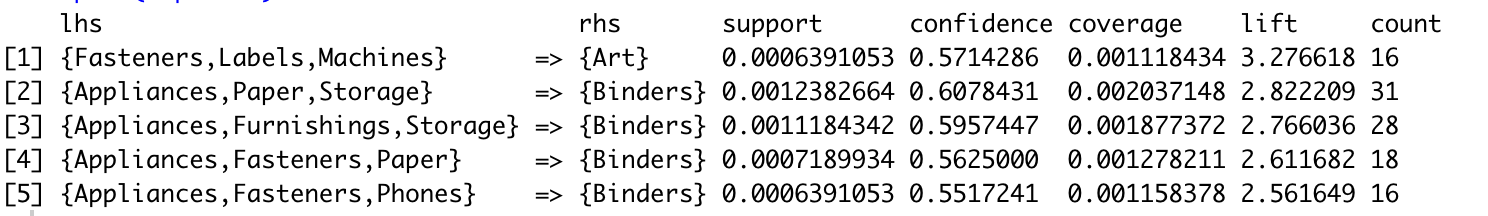 lhs rhs support confidence coverage lift count
[1] {Fasteners,Labels,Machines} => {Art} 0.0006391053 0.5714286 0.001118434 3.276618 16
[2] {Appliances,Paper,Storage} => {Binders} 0.0012382664 0.6078431 0.002037148 2.822209 31
[3] {Appliances,Furnishings,Storage} => {Binders} 0.0011184342 0.5957447 0.001877372 2.766036 28
[4] {Appliances,Fasteners,Paper} => {Binders} 0.0007189934 0.5625000 0.001278211 2.611682 18
[5] {Appliances,Fasteners,Phones} => {Binders} 0.0006391053 0.5517241 0.001158378 2.561649 16